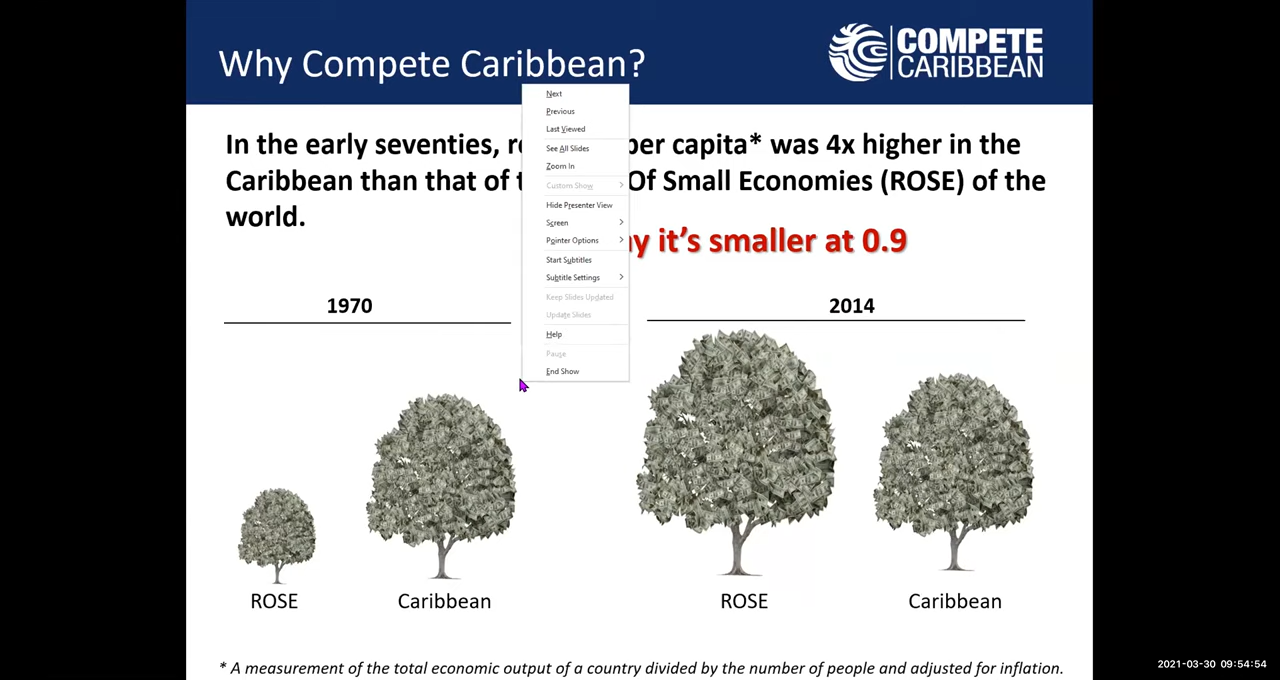 Why Compete Caribbean?
COMPETE
CARIBBEAN
In the early seventies, per capita* was 4x higher in the
Caribbean than that of Of Small Economies (ROSE) of the
world.
it's smaller at 0.9
Next
Previous
Last Viewed
See All Slides
Zoom In
Custom Show
Hide Presenter View
Screen
Pointer Options
Start Subtitles
Subtitle Settings
Keep Slides Updated
Update Slides
Help
Pause
End Show
1970
2014
ROSE
Caribbean
ROSE
Caribbean
* A measurement of the total economic output of a country divided by the number of people and adjusted for inflation.
2021-03-30 09:54:54